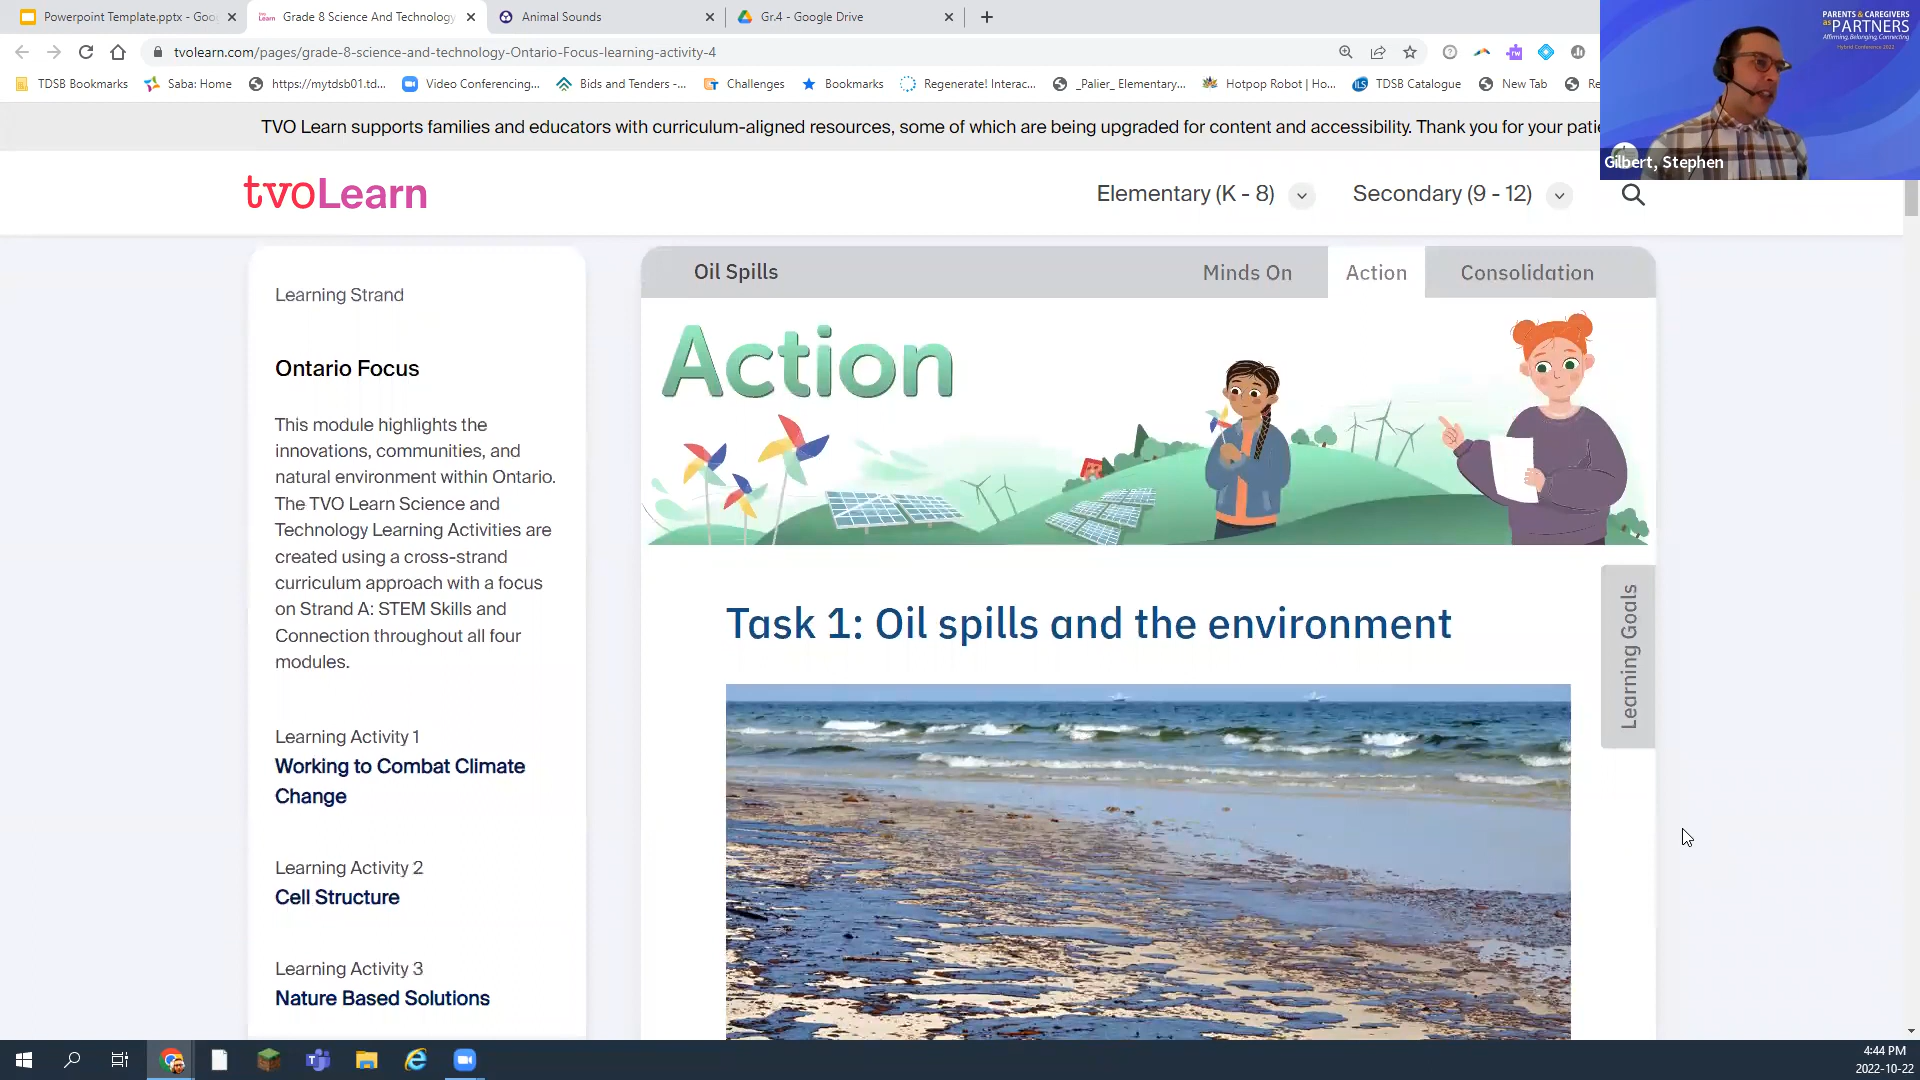 Powerpoint Template.pptx - Goo
Grade 8 Science And Technology
Animal Sounds
Gr.4 - Google Drive
tvolearn.com/pages/grade-8-science-and-technology-Ontario-Focus-learning-activity-4
TDSB Bookmarks
Saba: Home
https://mytdsb01.td...
Video Conferencing...
Bids and Tenders -...
Challenges
Bookmarks
Regenerate! Interac...
_Palier_ Elementary...
Hotpop Robot | Ho...
TDSB Catalogue
New Tab
Re
PARENTS & CAREGIVERS
as PARTNERS
Affirming, Belonging, Connecting
Hybrid Conference 2022
Gilbert, Stephen
TVO Learn supports families and educators with curriculum-aligned resources, some of which are being upgraded for content and accessibility. Thank you for your patie
tvoLearn
Elementary (K - 8)
Secondary (9 - 12)
Learning Strand
Ontario Focus
This module highlights the
innovations, communities, and
natural environment within Ontario.
The TVO Learn Science and
Technology Learning Activities are
created using a cross-strand
curriculum approach with a focus
on Strand A: STEM Skills and
Connection throughout all four
modules.
Learning Activity 1
Working to Combat Climate
Change
Learning Activity 2
Cell Structure
Learning Activity 3
Nature Based Solutions
Oil Spills
Minds On
Action
Consolidation
Action
Task 1: Oil spills and the environment
Learning Goals
4:44 PM
2022-10-22